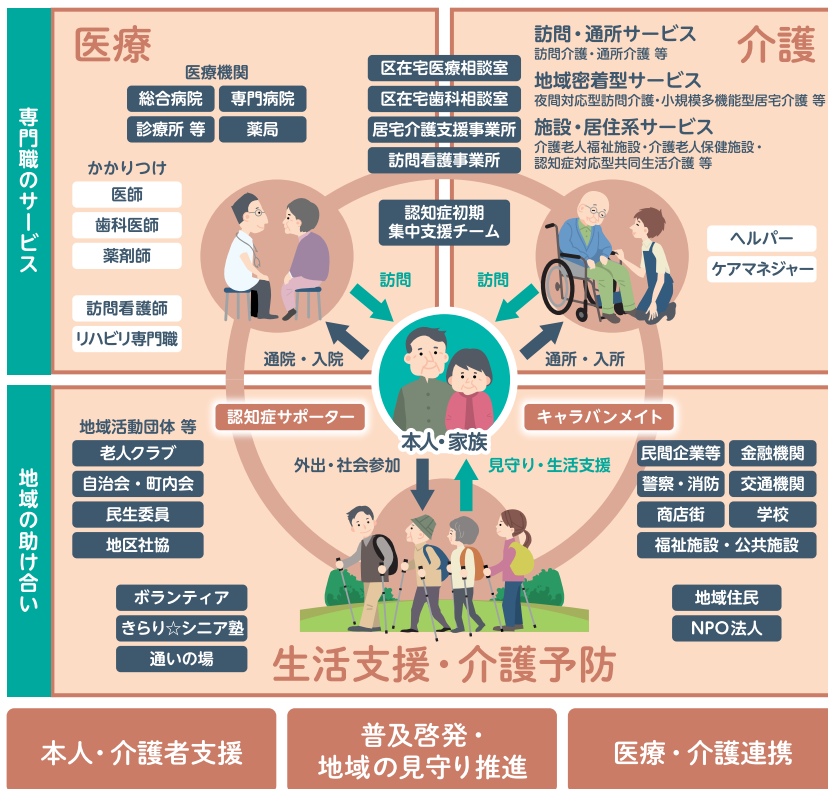 専門職のサービス
医療
医療機関
総合病院
専門病院
診療所 等
薬局
かかりつけ
医師
歯科医師
薬剤師
訪問看護師
リハビリ専門職
区在宅医療相談室
区在宅歯科相談室
居宅介護支援事業所
訪問看護事業所
認知症初期
集中支援チーム
介護
訪問・通所サービス
訪問介護・通所介護 等
地域密着型サービス
夜間対応型訪問介護・小規模多機能型居宅介護 等
施設・居住系サービス
介護老人福祉施設・介護老人保健施設・
認知症対応型共同生活介護 等
ヘルパー
ケアマネジャー
訪問
訪問
通院・入院
通所・入所
本人・家族
地域の助け合い
認知症サポーター
キャラバンメイト
外出・社会参加
見守り・生活支援
地域活動団体 等
老人クラブ
自治会・町内会
民生委員
地区社協
ボランティア
きらり☆シニア塾
通いの場
民間企業等
金融機関
警察・消防
交通機関
商店街
学校
福祉施設・公共施設
地域住民
NPO法人
生活支援・介護予防
本人・介護者支援
普及啓発・
地域の見守り推進
医療・介護連携